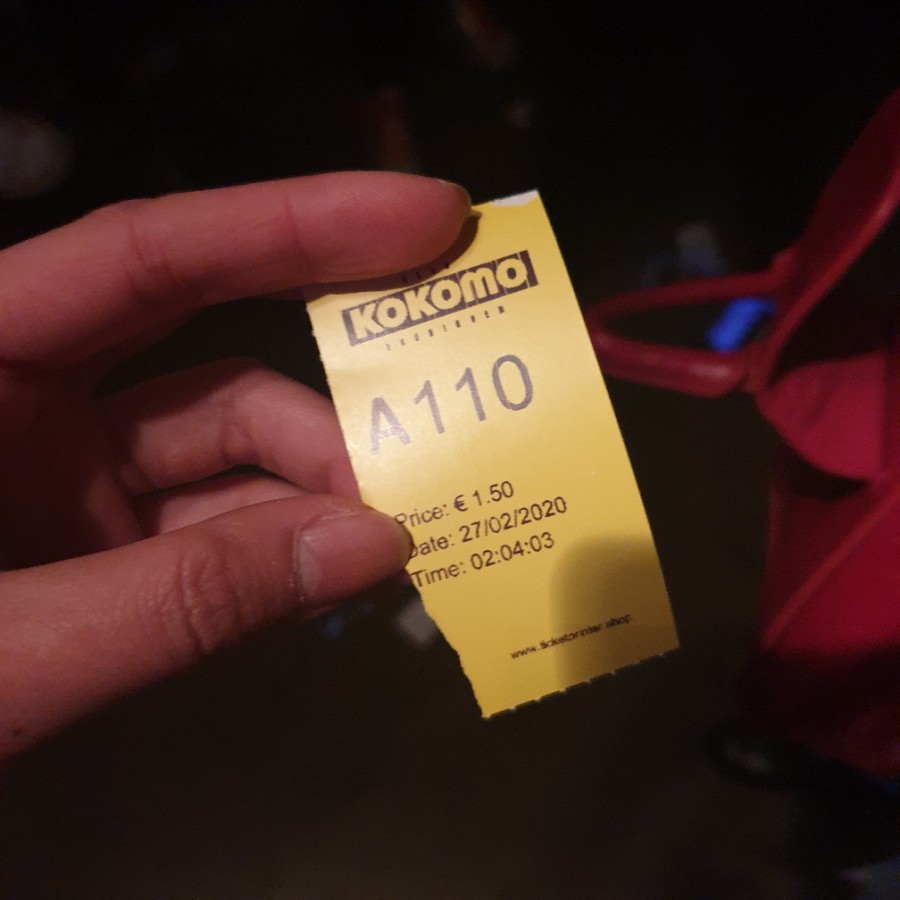 KOKOMO
A110
Price: € 1.50
Date: 27/02/2020
Time: 02:04:03
www.ticketprinter.shop